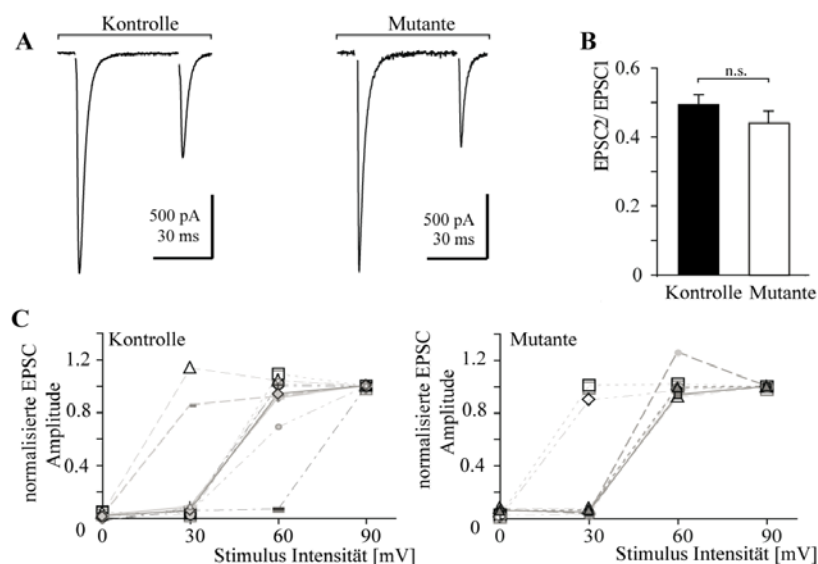 A
Kontrolle
Mutante
500 pA
30 ms
500 pA
30 ms
B
EPSC2/ EPSC1
0.6
0.4
0.2
0
n.s.
Kontrolle Mutante
C
Kontrolle
normalisierte EPSC
Amplitude
1.2
0.8
0.4
0
0 30 60 90
Stimulus Intensität [mV]
Mutante
normalisierte EPSC
Amplitude
1.2
0.8
0.4
0
0 30 60 90
Stimulus Intensität [mV]